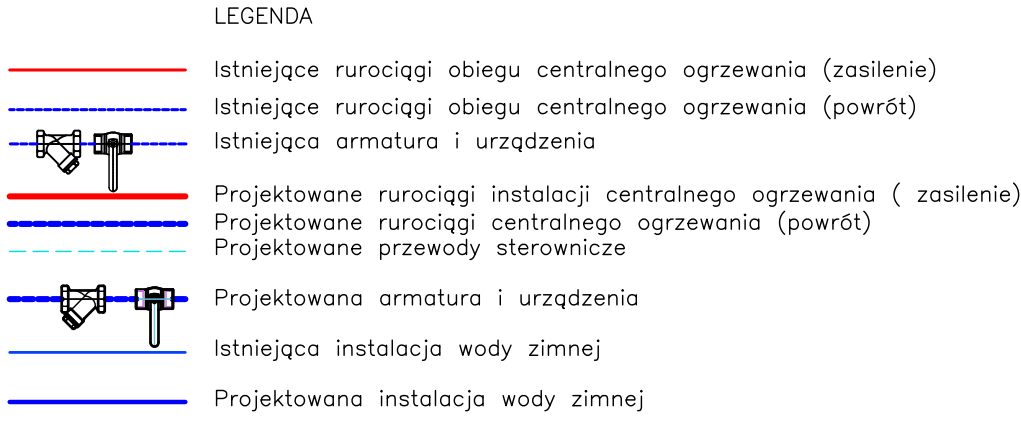 LEGENDA
Istniejące rurociągi obiegu centralnego ogrzewania (zasilenie)
Istniejące rurociągi obiegu centralnego ogrzewania (powrót)
Istniejąca armatura i urządzenia
Projektowane rurociągi instalacji centralnego ogrzewania ( zasilenie)
Projektowane rurociągi centralnego ogrzewania (powrót)
Projektowane przewody sterownicze
Projektowana armatura i urządzenia
Istniejąca instalacja wody zimnej
Projektowana instalacja wody zimnej